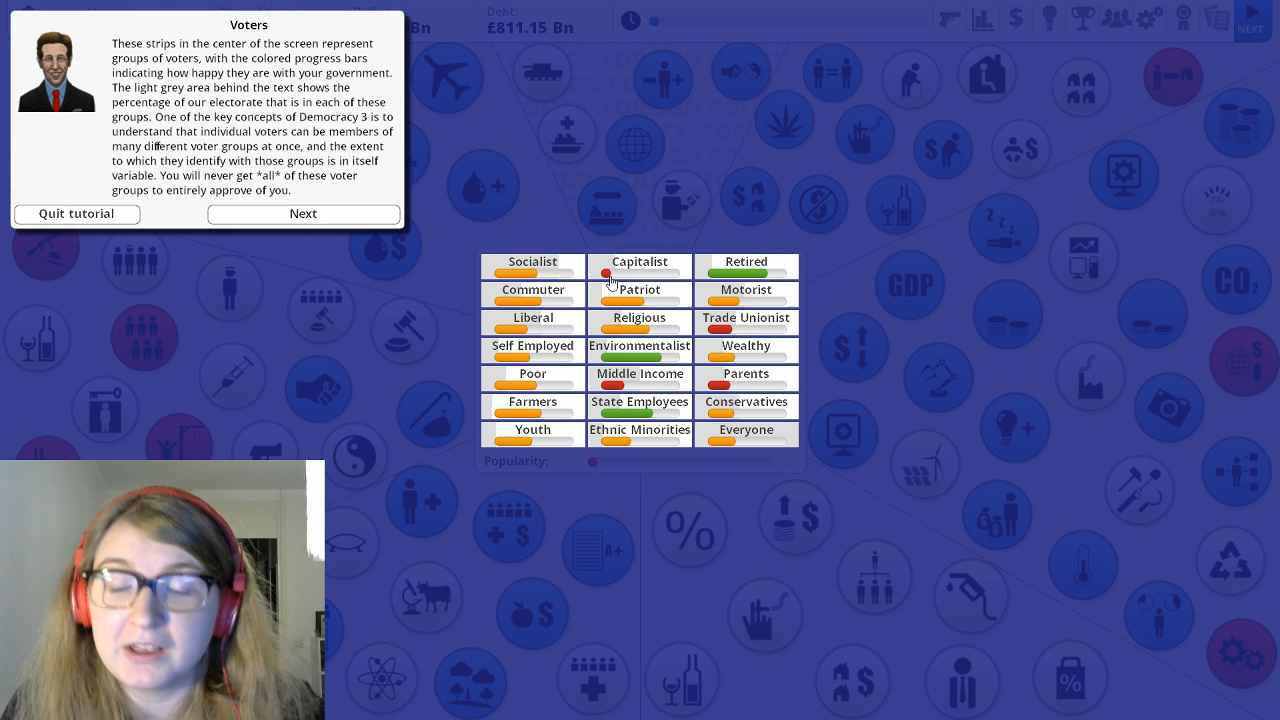 Voters
These strips in the center of the screen represent
groups of voters, with the colored progress bars
indicating how happy they are with your government.
The light grey area behind the text shows the
percentage of our electorate that is in each of these
groups. One of the key concepts of Democracy 3 is to
understand that individual voters can be members of
many different voter groups at once, and the extent
to which they identify with those groups is in itself
variable. You will never get *all* of these voter
groups to entirely approve of you.
Quit tutorial
Next
Bn
Debt:
£811.15 Bn
NEXT
Socialist
Capitalist
Retired
Commuter
Patriot
Motorist
Liberal
Religious
Trade Unionist
Self Employed
Environmentalist
Wealthy
Poor
Middle Income
Parents
Farmers
State Employees
Conservatives
Youth
Ethnic Minorities
Everyone
Popularity:
GDP
CO₂
A+